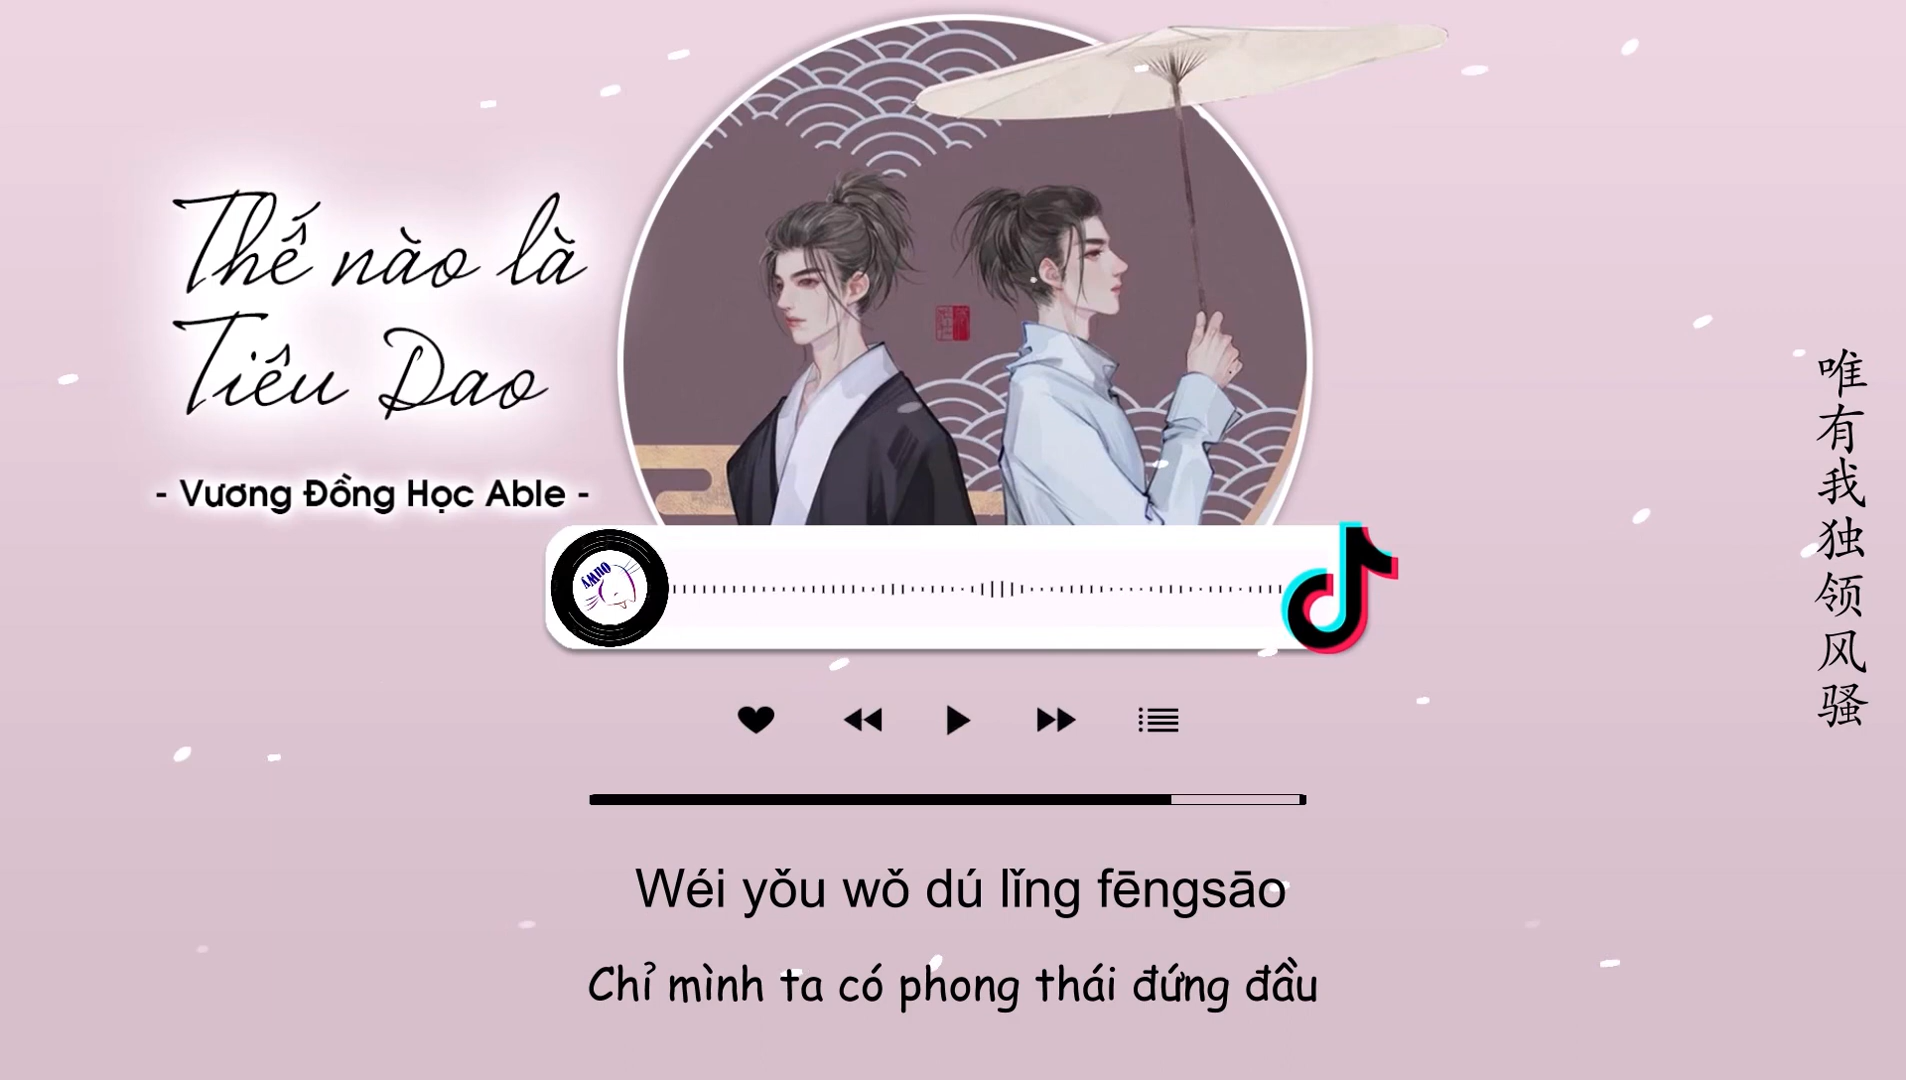 Thế nào là
Tiêu Dao
- Vương Đồng Học Able -
唯有我独领风骚
Wéi yǒu wǒ dú lǐng fēngsāo
Chỉ mình ta có phong thái đứng đầu